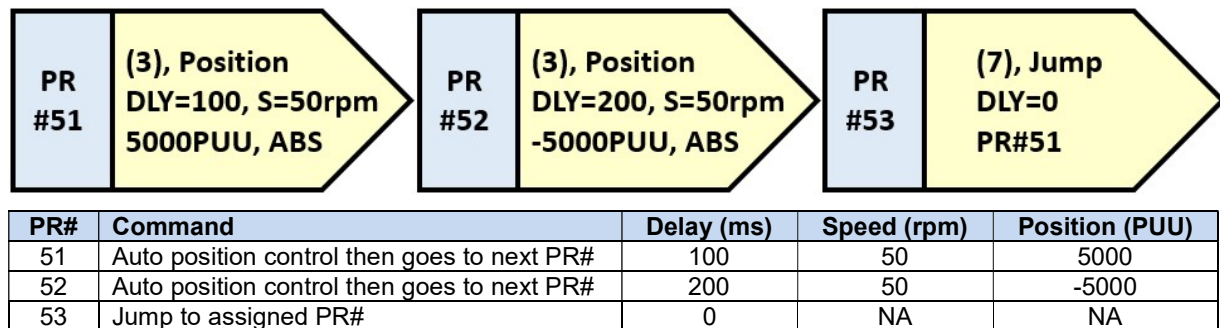 PR
#51
(3), Position
DLY=100, S=50rpm
5000PUU, ABS
PR
#52
(3), Position
DLY=200, S=50rpm
-5000PUU, ABS
PR
#53
(7), Jump
DLY=0
PR#51
PR# Command Delay (ms) Speed (rpm) Position (PUU)
51 Auto position control then goes to next PR# 100 50 5000
52 Auto position control then goes to next PR# 200 50 -5000
53 Jump to assigned PR# 0 NA NA